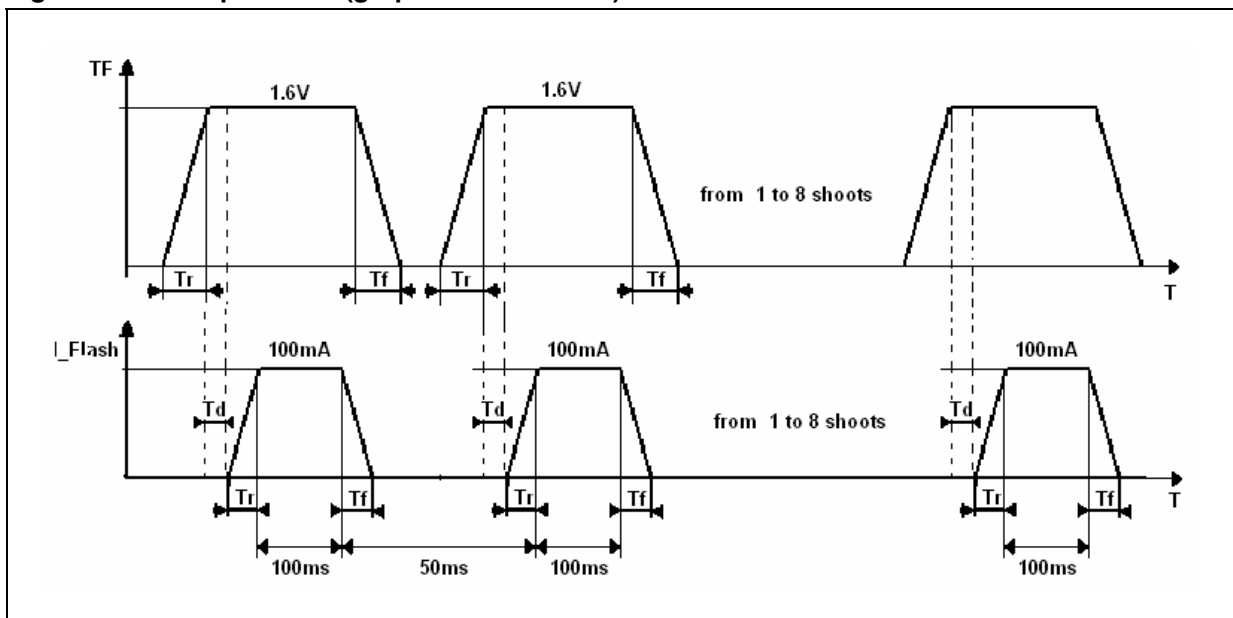 TF
1.6V
1.6V
from 1 to 8 shoots
Tr
Tf
Tr
Tf
T
I_Flash
100mA
100mA
100mA
Td
Td
from 1 to 8 shoots
Td
Tr
Tf
Tr
Tf
Tr
Tf
T
100ms
50ms
100ms
100ms